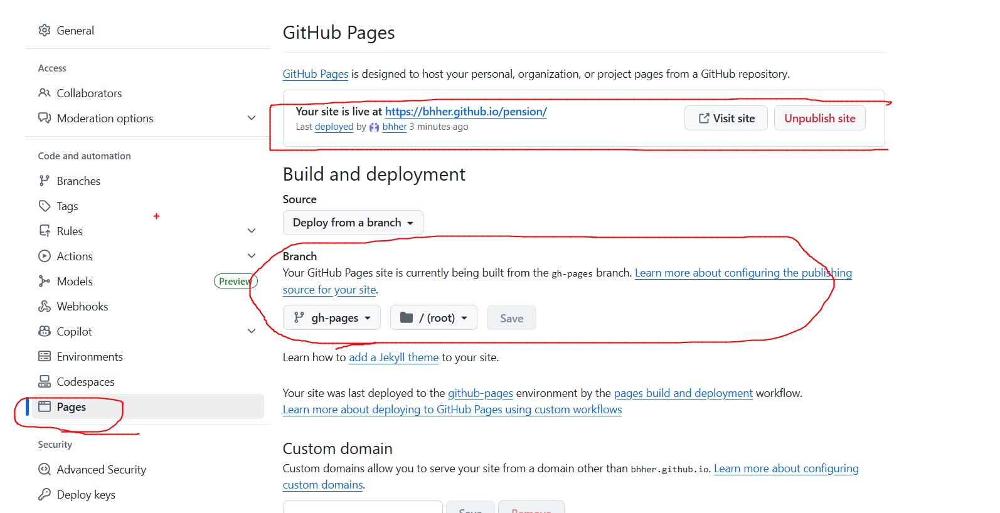 General
Access
Collaborators
Moderation options
Code and automation
Branches
Tags
Rules
Actions
Models Preview
Webhooks
Copilot
Environments
Codespaces
Pages
Security
Advanced Security
Deploy keys
GitHub Pages
GitHub Pages is designed to host your personal, organization, or project pages from a GitHub repository.
Your site is live at https://bhher.github.io/pension/
Last deployed by bhher 3 minutes ago
Visit site Unpublish site
Build and deployment
Source
Deploy from a branch
Branch
Your GitHub Pages site is currently being built from the gh-pages branch. Learn more about configuring the publishing
source for your site.
gh-pages / (root) Save
Learn how to add a Jekyll theme to your site.
Your site was last deployed to the github-pages environment by the pages build and deployment workflow.
Learn more about deploying to GitHub Pages using custom workflows
Custom domain
Custom domains allow you to serve your site from a domain other than bhher.github.io. Learn more about configuring
custom domains.
Save Remove